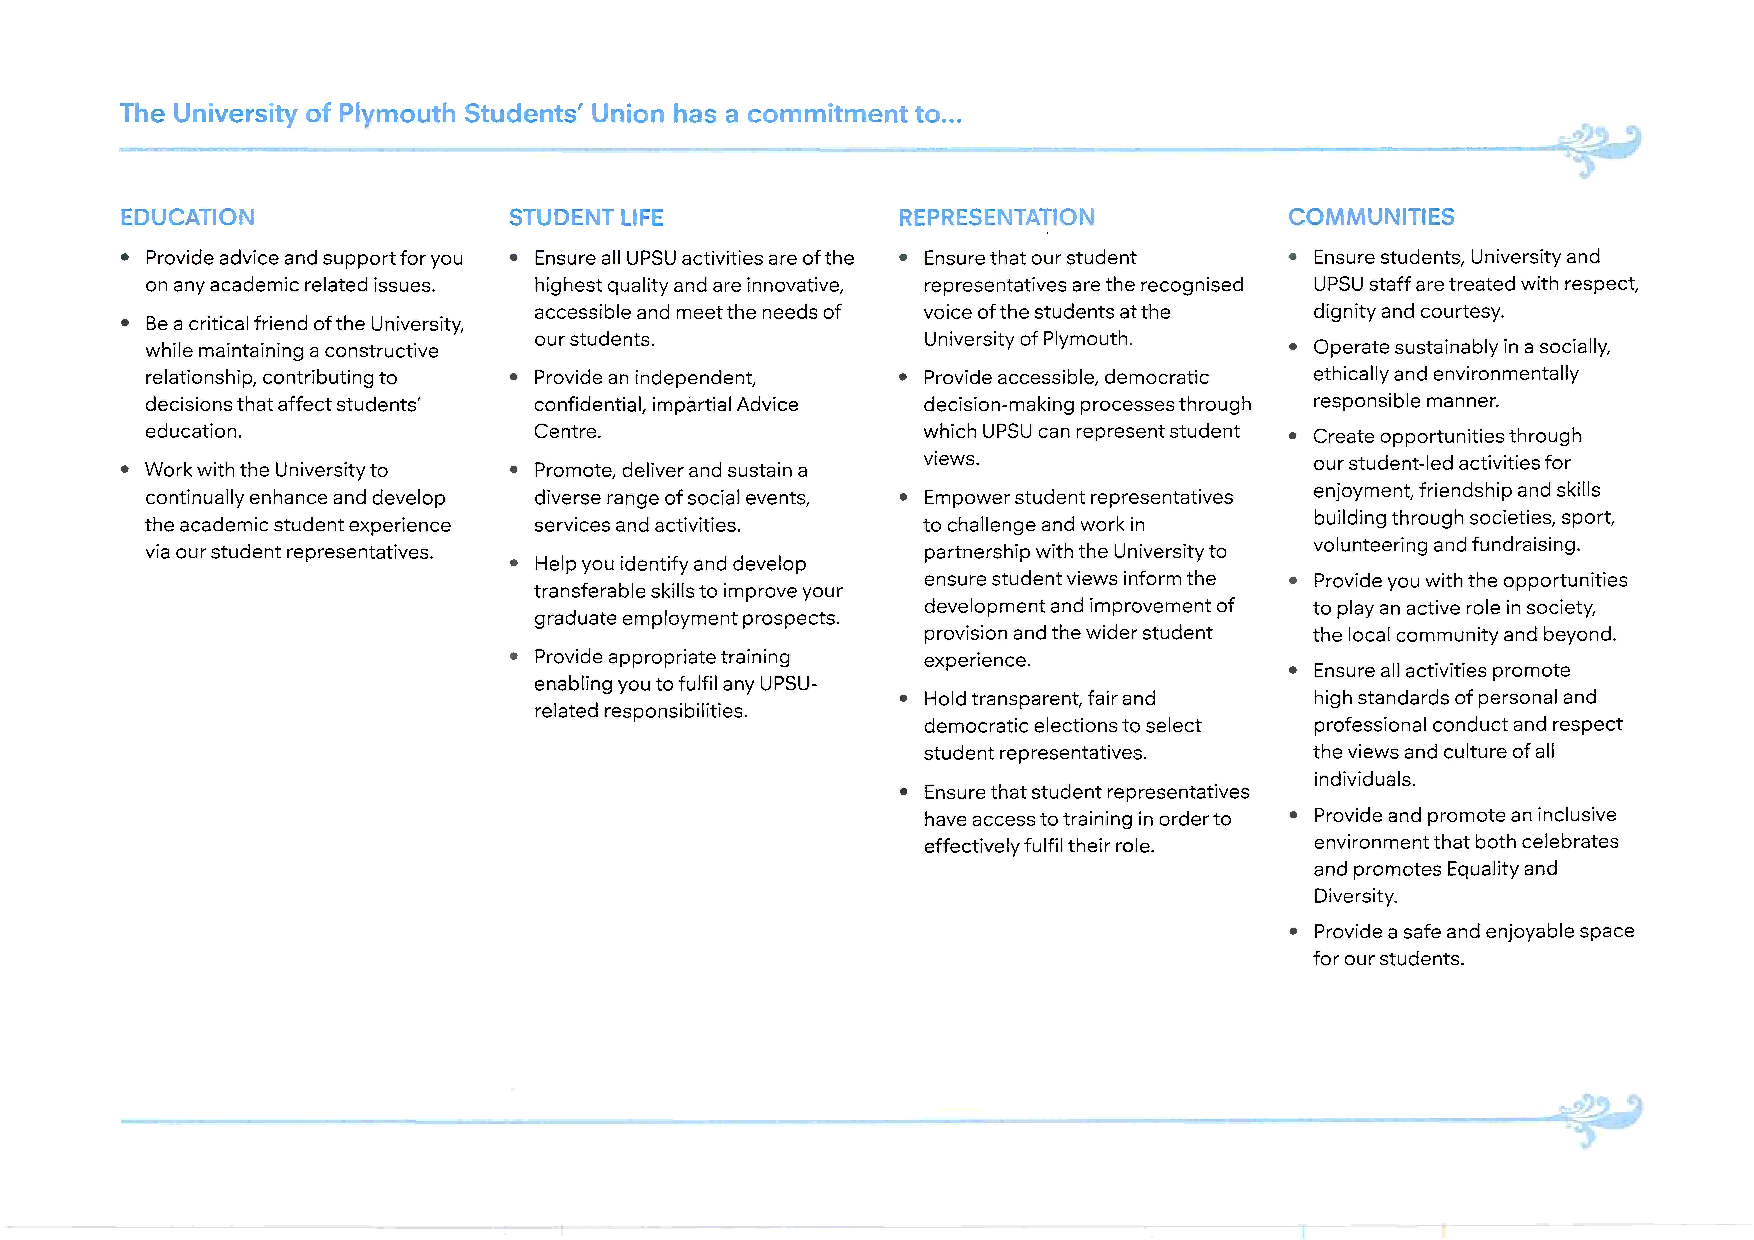 The University of Plymouth Students' Union has a commitment to...
EDUCATION
• Provide advice and support for you
on any academic related issues.
• Be a critical friend of the University,
while maintaining a constructive
relationship, contributing to
decisions that affect students'
education.
• Work with the University to
continually enhance and develop
the academic student experience
via our student representatives.
STUDENT LIFE
• Ensure all UPSU activities are of the
highest quality and are innovative,
accessible and meet the needs of
our students.
• Provide an independent,
confidential, impartial Advice
Centre.
• Promote, deliver and sustain a
diverse range of social events,
services and activities.
• Help you identify and develop
transferable skills to improve your
graduate employment prospects.
• Provide appropriate training
enabling you to fulfil any UPSU-
related responsibilities.
REPRESENTATION
• Ensure that our student
representatives are the recognised
voice of the students at the
University of Plymouth.
• Provide accessible, democratic
decision-making processes through
which UPSU can represent student
views.
• Empower student representatives
to challenge and work in
partnership with the University to
ensure student views inform the
development and improvement of
provision and the wider student
experience.
• Hold transparent, fair and
democratic elections to select
student representatives.
• Ensure that student representatives
have access to training in order to
effectively fulfil their role.
COMMUNITIES
• Ensure students, University and
UPSU staff are treated with respect,
dignity and courtesy.
• Operate sustainably in a socially,
ethically and environmentally
responsible manner.
• Create opportunities through
our student-led activities for
enjoyment, friendship and skills
building through societies, sport,
volunteering and fundraising.
• Provide you with the opportunities
to play an active role in society,
the local community and beyond.
• Ensure all activities promote
high standards of personal and
professional conduct and respect
the views and culture of all
individuals.
• Provide and promote an inclusive
environment that both celebrates
and promotes Equality and
Diversity.
• Provide a safe and enjoyable space
for our students.